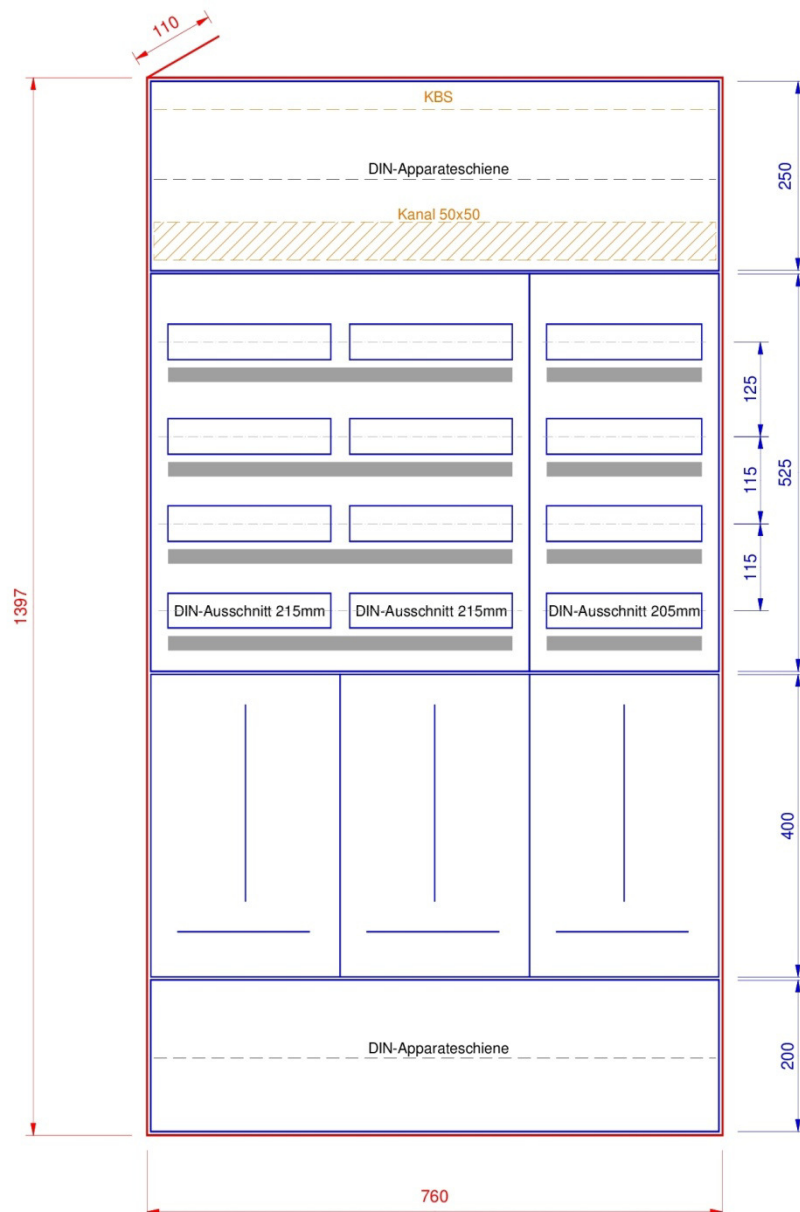 110
KBS
DIN-Apparateschiene
250
Kanal 50x50
125
525
115
115
1397
DIN-Ausschnitt 215mm DIN-Ausschnitt 215mm DIN-Ausschnitt 205mm
400
DIN-Apparateschiene
200
760